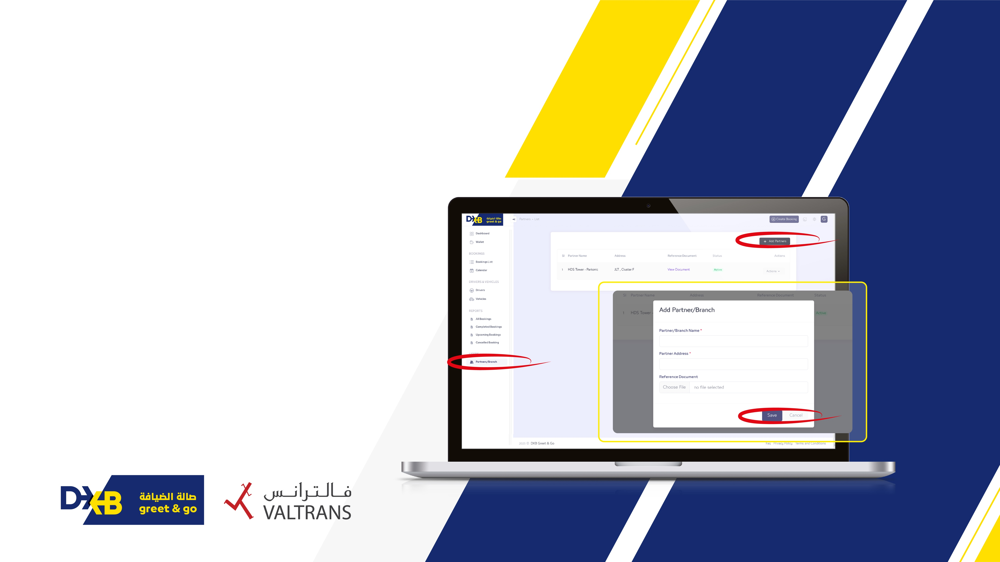 DXB
صالة الضيافة
greet & go
Partners - List
Create Booking
G
Dashboard
Wallet
BOOKINGS
Bookings List
Calendar
DRIVERS & VEHICLES
Drivers
Vehicles
REPORTS
All Bookings
Completed Bookings
Upcoming Bookings
Cancelled Booking
USERS
Partners/Branch
+ Add Partners
Sl Partner Name Address Reference Document Status Actions
1 HDS Tower - Parkonic JLT , Cluster F View Document Active Actions
Sl Partner Name Address Reference Document Status
1 HDS Tower - Active
Add Partner/Branch
Partner/Branch Name *
Partner Address *
Reference Document
Choose File no file selected
Save Cancel
2025 © DXB Greet & Go
Faq Privacy Policy Terms and Conditions
DXB
صالة الضيافة
greet & go
فالترانس
VALTRANS